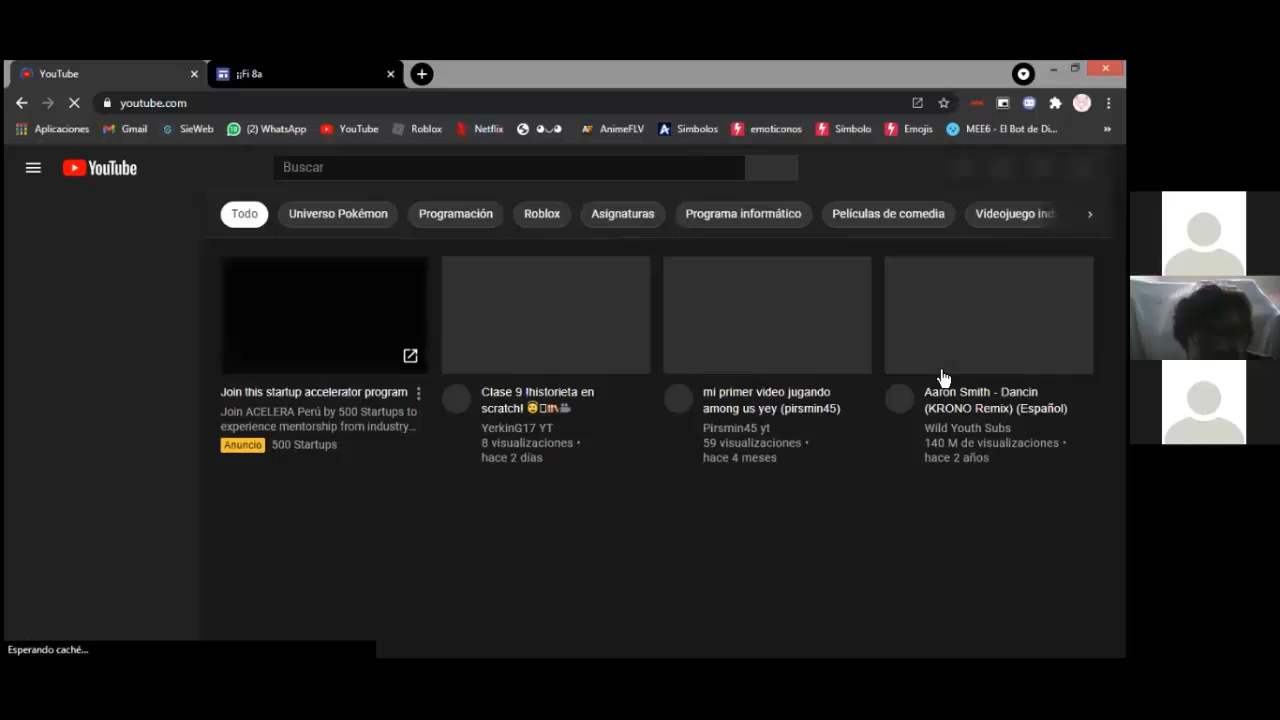 YouTube
¡¡Fi 8a
youtube.com
Aplicaciones Gmail SieWeb (2) WhatsApp YouTube Roblox Netflix AnimeFLV Símbolos emoticonos Símbolo Emojis MEE6 - El Bot de Di... »
YouTube
Buscar
Todo Universo Pokémon Programación Roblox Asignaturas Programa informático Películas de comedia Videojuego ind
Join this startup accelerator program
Join ACELERA Perú by 500 Startups to
experience mentorship from industry...
Anuncio 500 Startups
Clase 9 !historieta en
scratch!
YerkinG17 YT
8 visualizaciones •
hace 2 días
mi primer video jugando
among us yey (pirsmin45)
Pirsmin45 yt
59 visualizaciones •
hace 4 meses
Aaron Smith - Dancin
(KRONO Remix) (Español)
Wild Youth Subs
140 M de visualizaciones •
hace 2 años
Esperando caché...